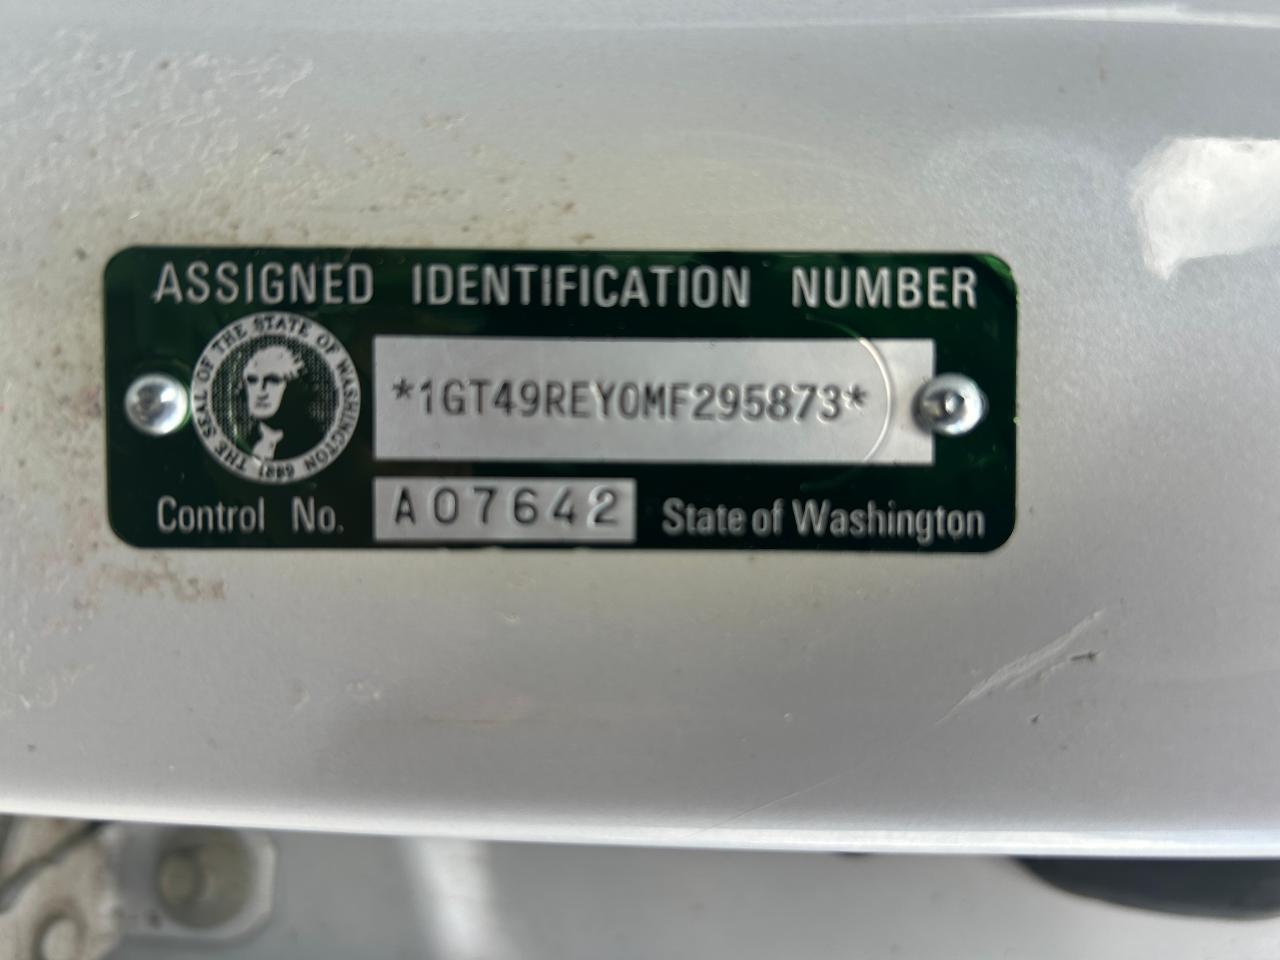 ASSIGNED IDENTIFICATION NUMBER
THE SEAL OF THE STATE OF WASHINGTON 1889
*1GT49REY0MF295873*
Control No. A07642 State of Washington